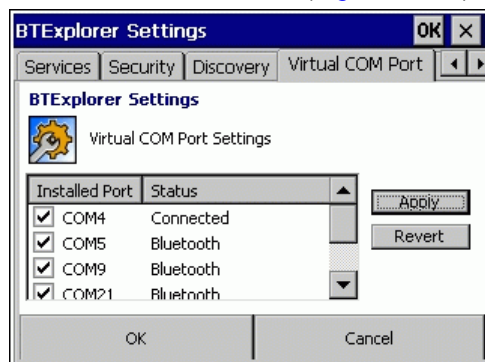 BTExplorer Settings OK
Services Security Discovery Virtual COM Port
BTExplorer Settings
Virtual COM Port Settings
Installed Port Status
COM4 Connected
COM5 Bluetooth
COM9 Bluetooth
COM21 Bluetooth
Apply
Revert
OK Cancel